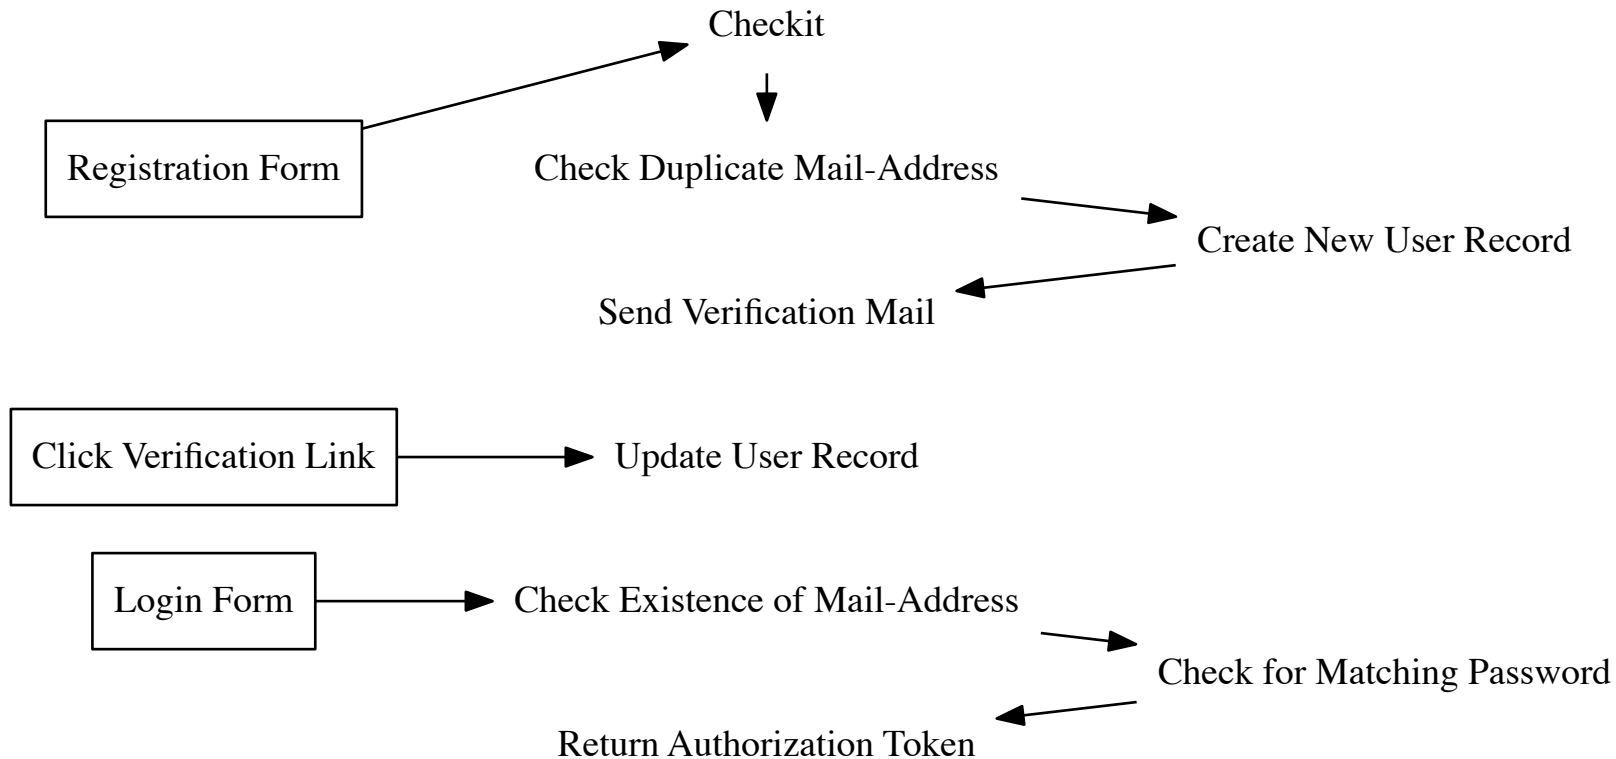 Checkit
Registration Form
Check Duplicate Mail-Address
Create New User Record
Send Verification Mail
Click Verification Link
Update User Record
Login Form
Check Existence of Mail-Address
Check for Matching Password
Return Authorization Token